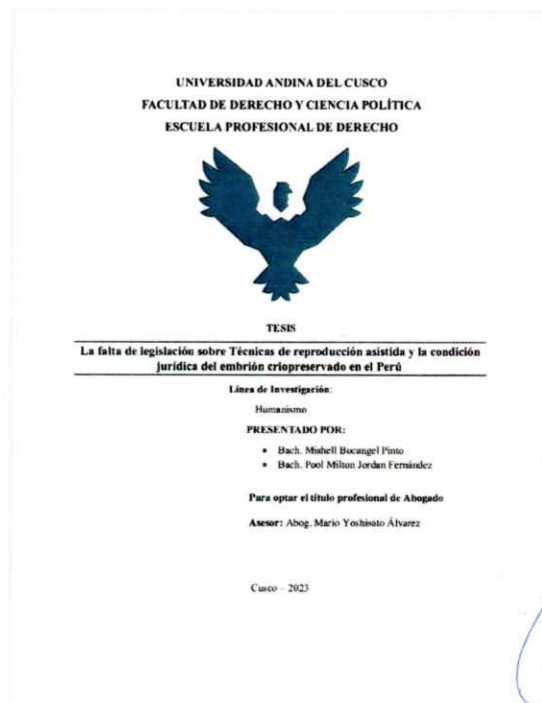 UNIVERSIDAD ANDINA DEL CUSCO
FACULTAD DE DERECHO Y CIENCIA POLÍTICA
ESCUELA PROFESIONAL DE DERECHO
TESIS
La falta de legislación sobre Técnicas de reproducción asistida y la condición
jurídica del embrión criopreservado en el Perú
Línea de Investigación:
Humanismo
PRESENTADO POR:
• Bach. Mishell Bocangel Pinto
• Bach. Pool Milton Jordan Fernández
Para optar el título profesional de Abogado
Asesor: Abog. Mario Yoshisato Álvarez
Cusco – 2023